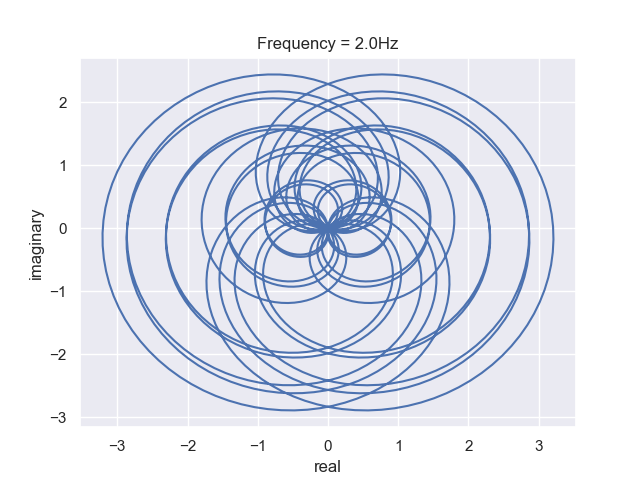 Frequency = 2.0Hz
2
1
0
−1
−2
−3
imaginary
−3 −2 −1 0 1 2 3
real